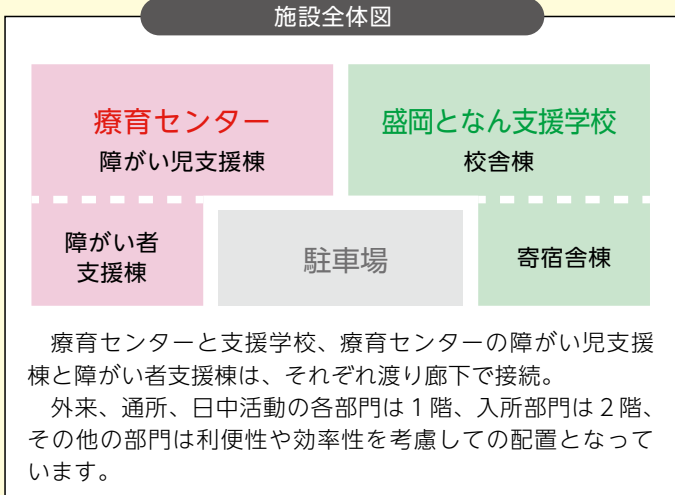 施設全体図
療育センター
障がい児支援棟
盛岡となん支援学校
校舎棟
障がい者
支援棟
駐車場
寄宿舎棟
療育センターと支援学校、療育センターの障がい児支援
棟と障がい者支援棟は、それぞれ渡り廊下で接続。
外来、通所、日中活動の各部門は１階、入所部門は２階、
その他の部門は利便性や効率性を考慮しての配置となって
います。